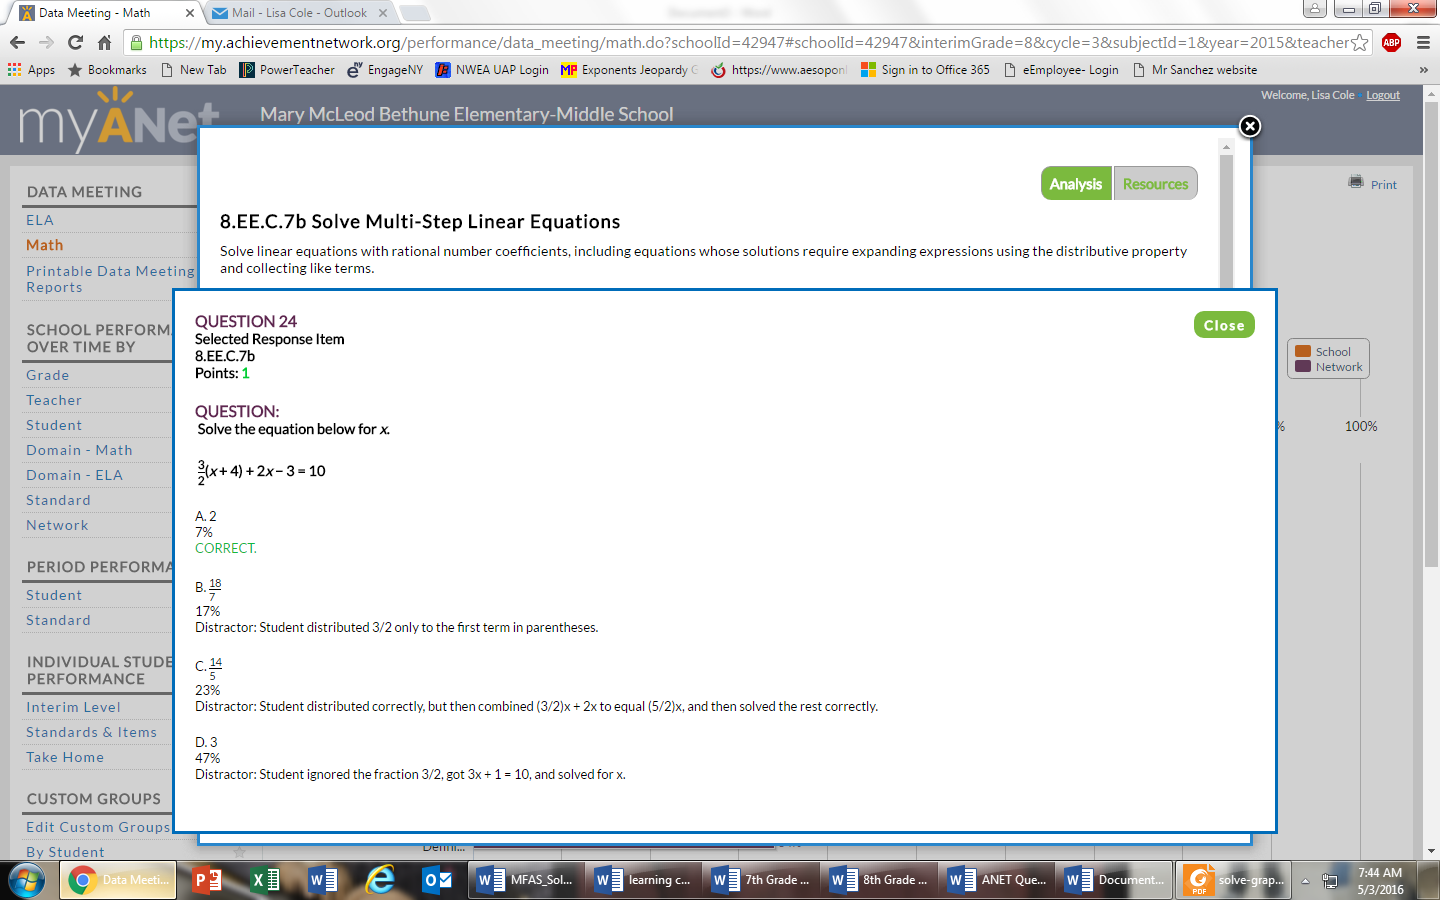 Data Meeting - Math
Mail - Lisa Cole - Outlook
https://my.achievementnetwork.org/performance/data_meeting/math.do?schoolId=42947#schoolId=42947&interimGrade=8&cycle=3&subjectId=1&year=2015&teacher
ABP
Apps
Bookmarks
New Tab
PowerTeacher
EngageNY
NWEA UAP Login
Exponents Jeopardy G
https://www.aesopon
Sign in to Office 365
eEmployee- Login
Mr Sanchez website
»
myANet
Mary McLeod Bethune Elementary-Middle School
Welcome, Lisa Cole
Logout
Print
DATA MEETING
ELA
Math
Printable Data Meeting
Reports
SCHOOL PERFORMA
OVER TIME BY
Grade
Teacher
Student
Domain - Math
Domain - ELA
Standard
Network
PERIOD PERFORMA
Student
Standard
INDIVIDUAL STUDE
PERFORMANCE
Interim Level
Standards & Items
Take Home
CUSTOM GROUPS
Edit Custom Groups
By Student
Analysis
Resources
8.EE.C.7b Solve Multi-Step Linear Equations
Solve linear equations with rational number coefficients, including equations whose solutions require expanding expressions using the distributive property
and collecting like terms.
QUESTION 24
Close
Selected Response Item
8.EE.C.7b
Points: 1
QUESTION:
Solve the equation below for x.
3/2(x + 4) + 2x − 3 = 10
A. 2
7%
CORRECT.
B. 18/7
17%
Distractor: Student distributed 3/2 only to the first term in parentheses.
C. 14/5
23%
Distractor: Student distributed correctly, but then combined (3/2)x + 2x to equal (5/2)x, and then solved the rest correctly.
D. 3
47%
Distractor: Student ignored the fraction 3/2, got 3x + 1 = 10, and solved for x.
School
Network
%
100%
Data Meeti...
MFAS_Sol...
learning c...
7th Grade ...
8th Grade ...
ANET Que...
Document...
PDF
solve-grap...
7:44 AM
5/3/2016